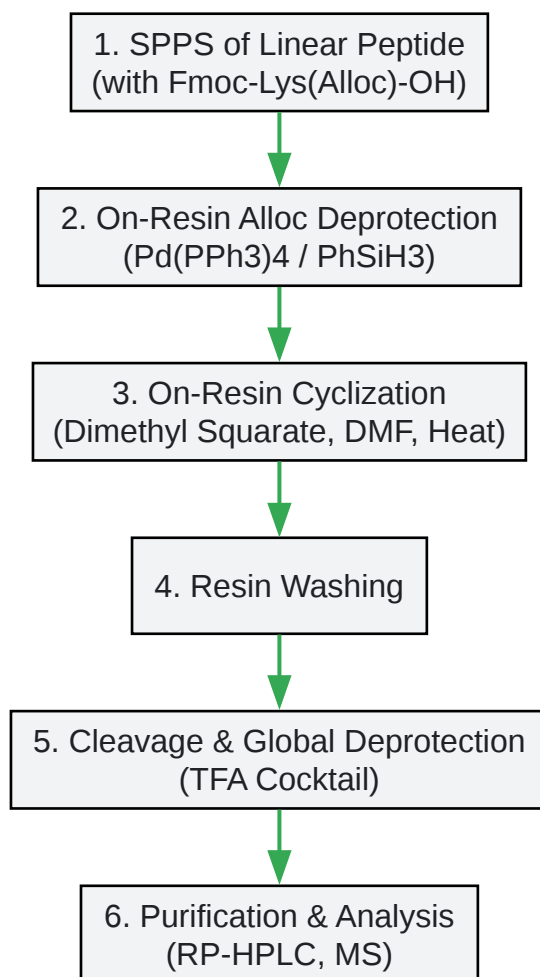 1. SPPS of Linear Peptide
(with Fmoc-Lys(Alloc)-OH)
2. On-Resin Alloc Deprotection
(Pd(PPh3)4 / PhSiH3)
3. On-Resin Cyclization
(Dimethyl Squarate, DMF, Heat)
4. Resin Washing
5. Cleavage & Global Deprotection
(TFA Cocktail)
6. Purification & Analysis
(RP-HPLC, MS)